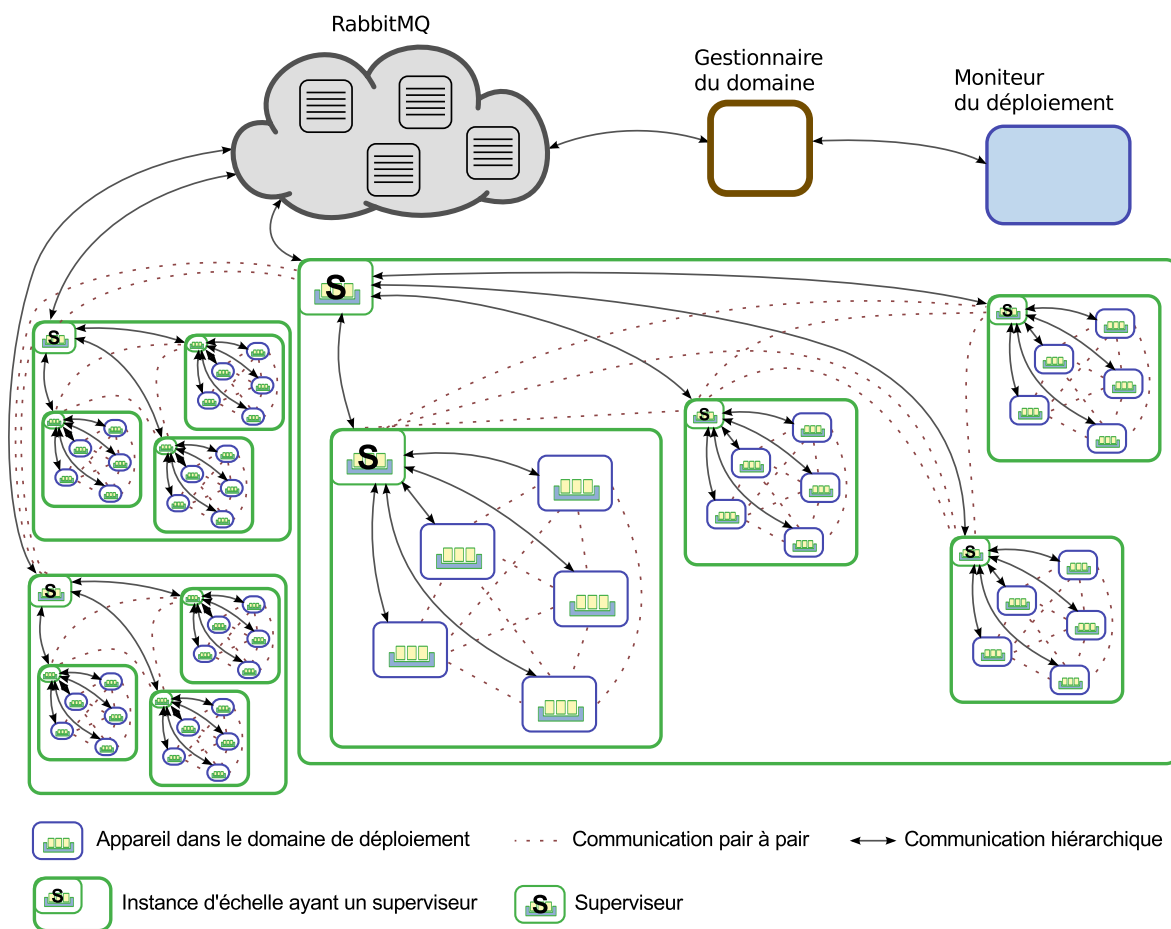 RabbitMQ
Gestionnaire
du domaine
Moniteur
du déploiement
S
S
S
S
S
S
S
Appareil dans le domaine de déploiement
Communication pair à pair
Communication hiérarchique
S
Instance d'échelle ayant un superviseur
S
Superviseur